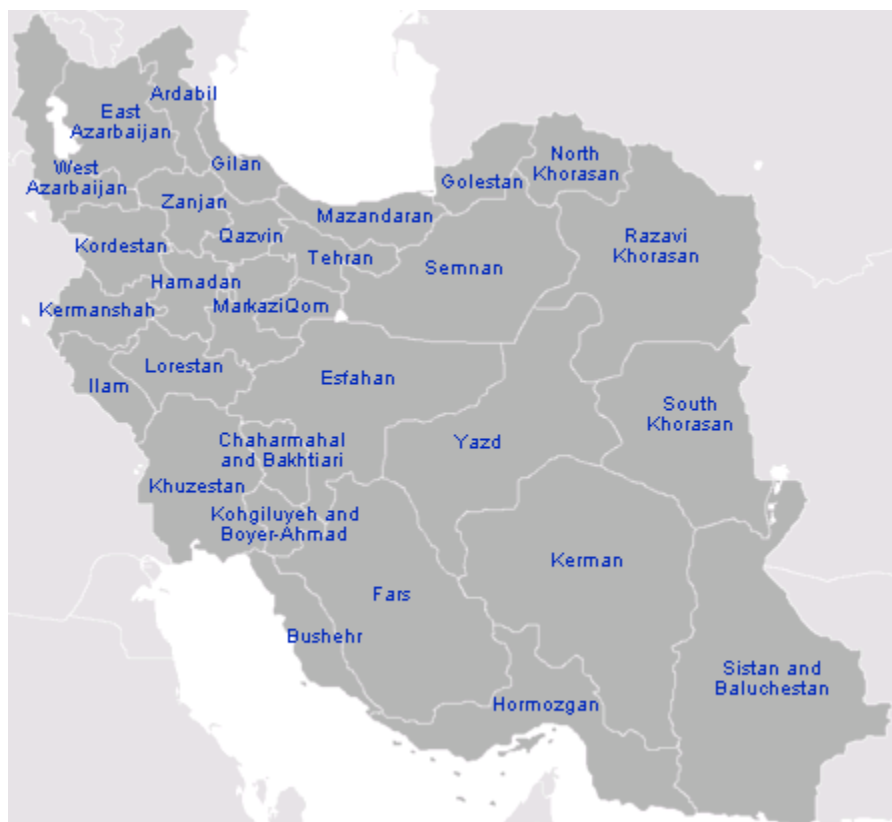 Ardabil
East
Azarbaijan
West
Azarbaijan
Gilan
Zanjan
Golestan
North
Khorasan
Mazandaran
Qazvin
Kordestan
Tehran
Semnan
Razavi
Khorasan
Hamadan
Kermanshah
Markazi
Qom
Lorestan
Ilam
Esfahan
South
Khorasan
Chaharmahal
and Bakhtiari
Yazd
Khuzestan
Kohgiluyeh and
Boyer-Ahmad
Kerman
Fars
Bushehr
Sistan and
Baluchestan
Hormozgan